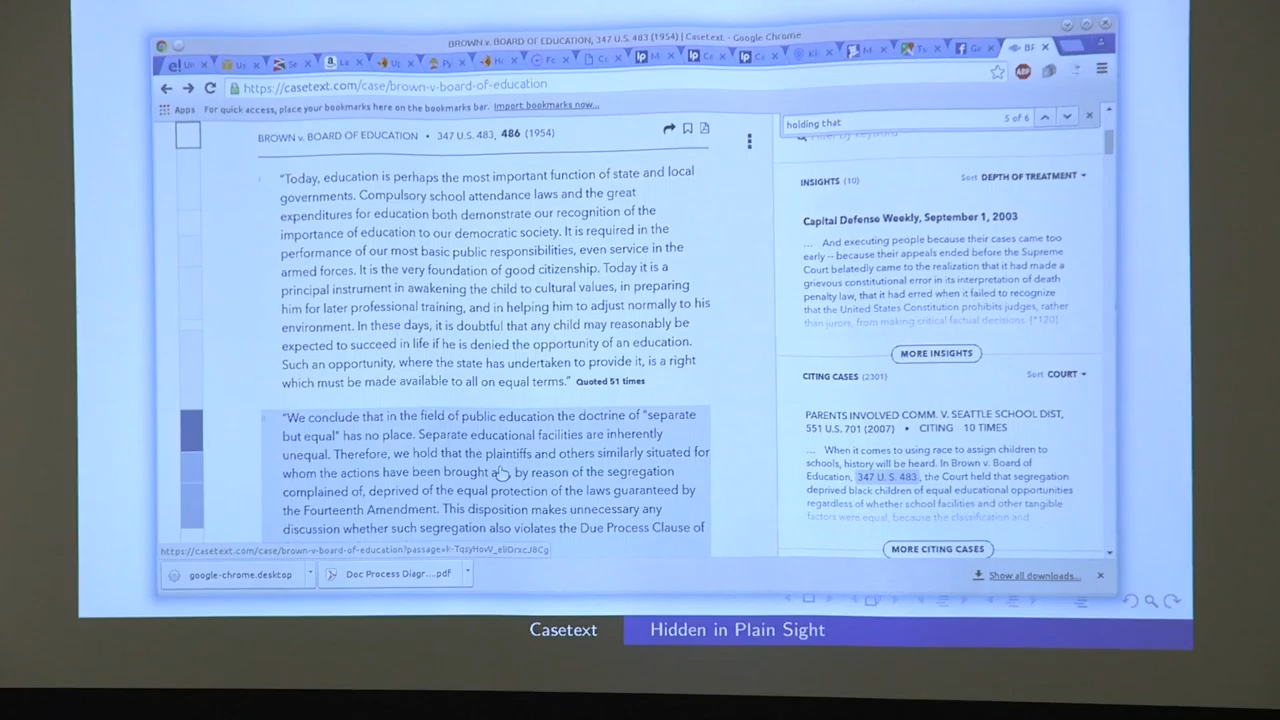 BROWN v. BOARD OF EDUCATION, 347 U.S. 483 (1954) | Casetext - Google Chrome
https://casetext.com/case/brown-v-board-of-education
Apps For quick access, place your bookmarks here on the bookmarks bar. Import bookmarks now...
holding that 5 of 6
BROWN v. BOARD OF EDUCATION • 347 U.S. 483, 486 (1954)
"Today, education is perhaps the most important function of state and local
governments. Compulsory school attendance laws and the great
expenditures for education both demonstrate our recognition of the
importance of education to our democratic society. It is required in the
performance of our most basic public responsibilities, even service in the
armed forces. It is the very foundation of good citizenship. Today it is a
principal instrument in awakening the child to cultural values, in preparing
him for later professional training, and in helping him to adjust normally to his
environment. In these days, it is doubtful that any child may reasonably be
expected to succeed in life if he is denied the opportunity of an education.
Such an opportunity, where the state has undertaken to provide it, is a right
which must be made available to all on equal terms." Quoted 51 times
"We conclude that in the field of public education the doctrine of "separate
but equal" has no place. Separate educational facilities are inherently
unequal. Therefore, we hold that the plaintiffs and others similarly situated for
whom the actions have been brought by reason of the segregation
complained of, deprived of the equal protection of the laws guaranteed by
the Fourteenth Amendment. This disposition makes unnecessary any
discussion whether such segregation also violates the Due Process Clause of
Filter By Keyword
INSIGHTS (10) Sort DEPTH OF TREATMENT
Capital Defense Weekly, September 1, 2003
... And executing people because their cases came too
early -- because their appeals ended before the Supreme
Court belatedly came to the realization that it had made a
grievous constitutional error in its interpretation of death
penalty law, that it had erred when it failed to recognize
that the United States Constitution prohibits judges, rather
than jurors, from making critical factual decisions. [*120]
MORE INSIGHTS
CITING CASES (2301) Sort COURT
PARENTS INVOLVED COMM. V. SEATTLE SCHOOL DIST,
551 U.S. 701 (2007) • CITING 10 TIMES
... When it comes to using race to assign children to
schools, history will be heard. In Brown v. Board of
Education, 347 U. S. 483, the Court held that segregation
deprived black children of equal educational opportunities
regardless of whether school facilities and other tangible
factors were equal, because the classification and
MORE CITING CASES
google-chrome.desktop Doc Process Diagr....pdf Show all downloads...
Casetext Hidden in Plain Sight